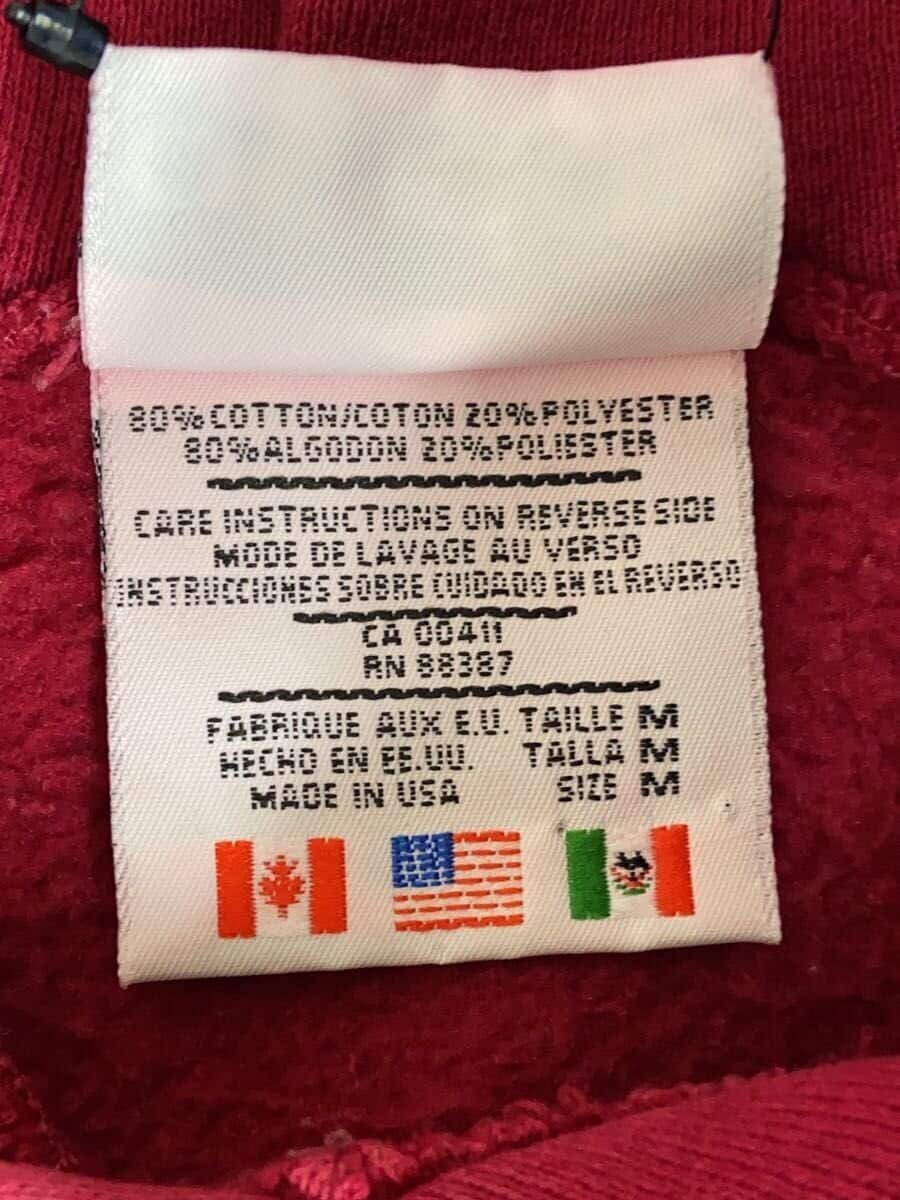 80% COTTON/COTON 20% POLYESTER
80% ALGODON 20% POLIESTER
CARE INSTRUCTIONS ON REVERSE SIDE
MODE DE LAVAGE AU VERSO
INSTRUCCIONES SOBRE CUIDADO EN EL REVERSO
CA 00411
RN 88387
FABRIQUE AUX E.U. TAILLE M
HECHO EN EE.UU. TALLA M
MADE IN USA SIZE M